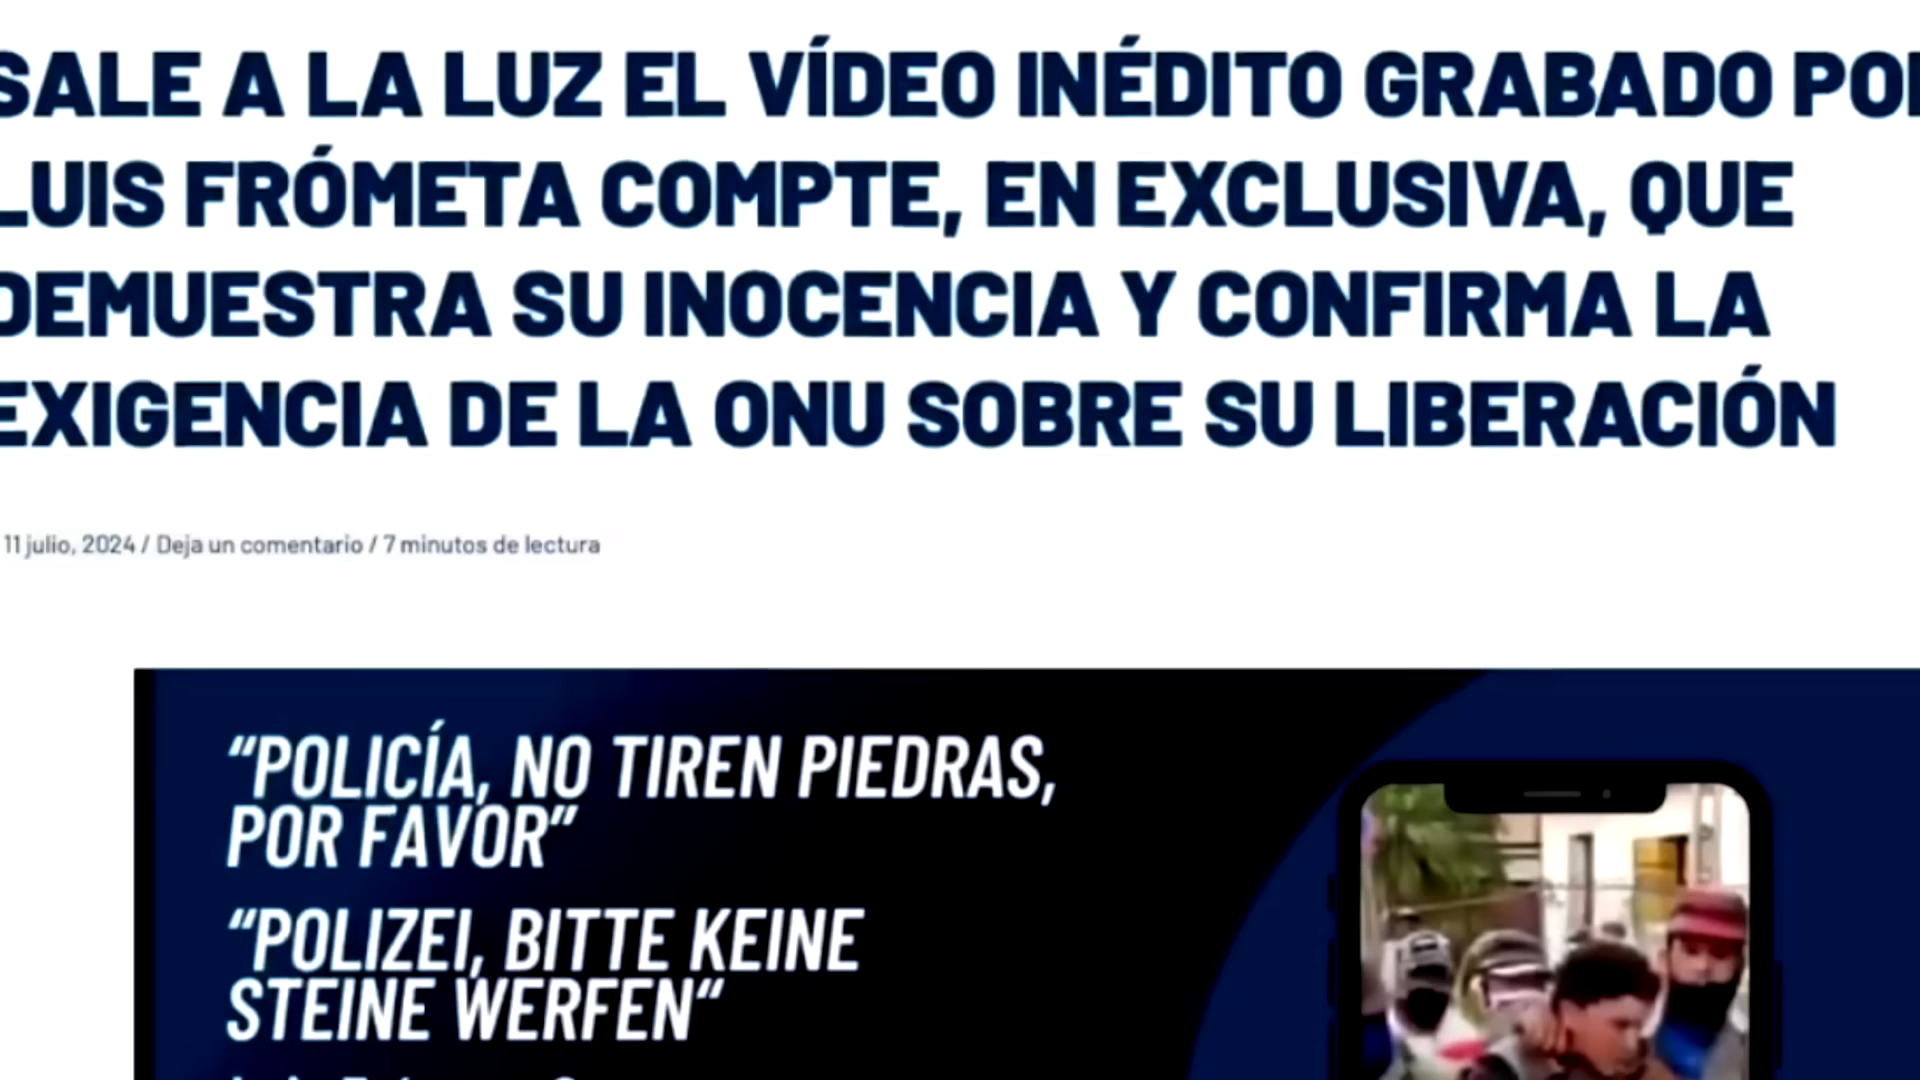 SALE A LA LUZ EL VÍDEO INÉDITO GRABADO POR
LUIS FRÓMETA COMPTE, EN EXCLUSIVA, QUE
DEMUESTRA SU INOCENCIA Y CONFIRMA LA
EXIGENCIA DE LA ONU SOBRE SU LIBERACIÓN
11 julio, 2024 / Deja un comentario / 7 minutos de lectura
“POLICÍA, NO TIREN PIEDRAS,
POR FAVOR”
“POLIZEI, BITTE KEINE
STEINE WERFEN“